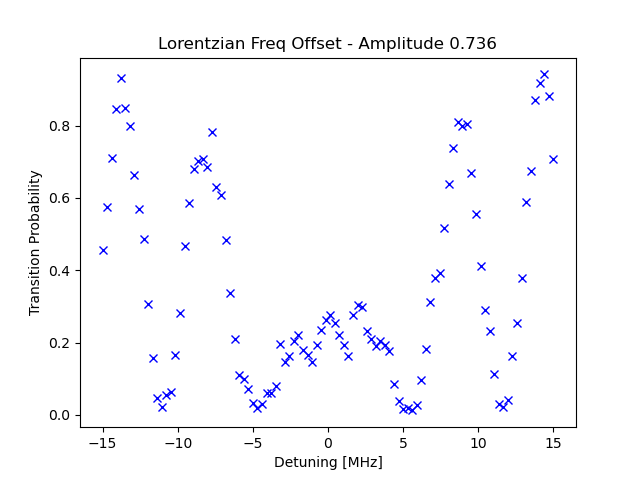 Lorentzian Freq Offset - Amplitude 0.736
Transition Probability
0.8
0.6
0.4
0.2
0.0
−15 −10 −5 0 5 10 15
Detuning [MHz]